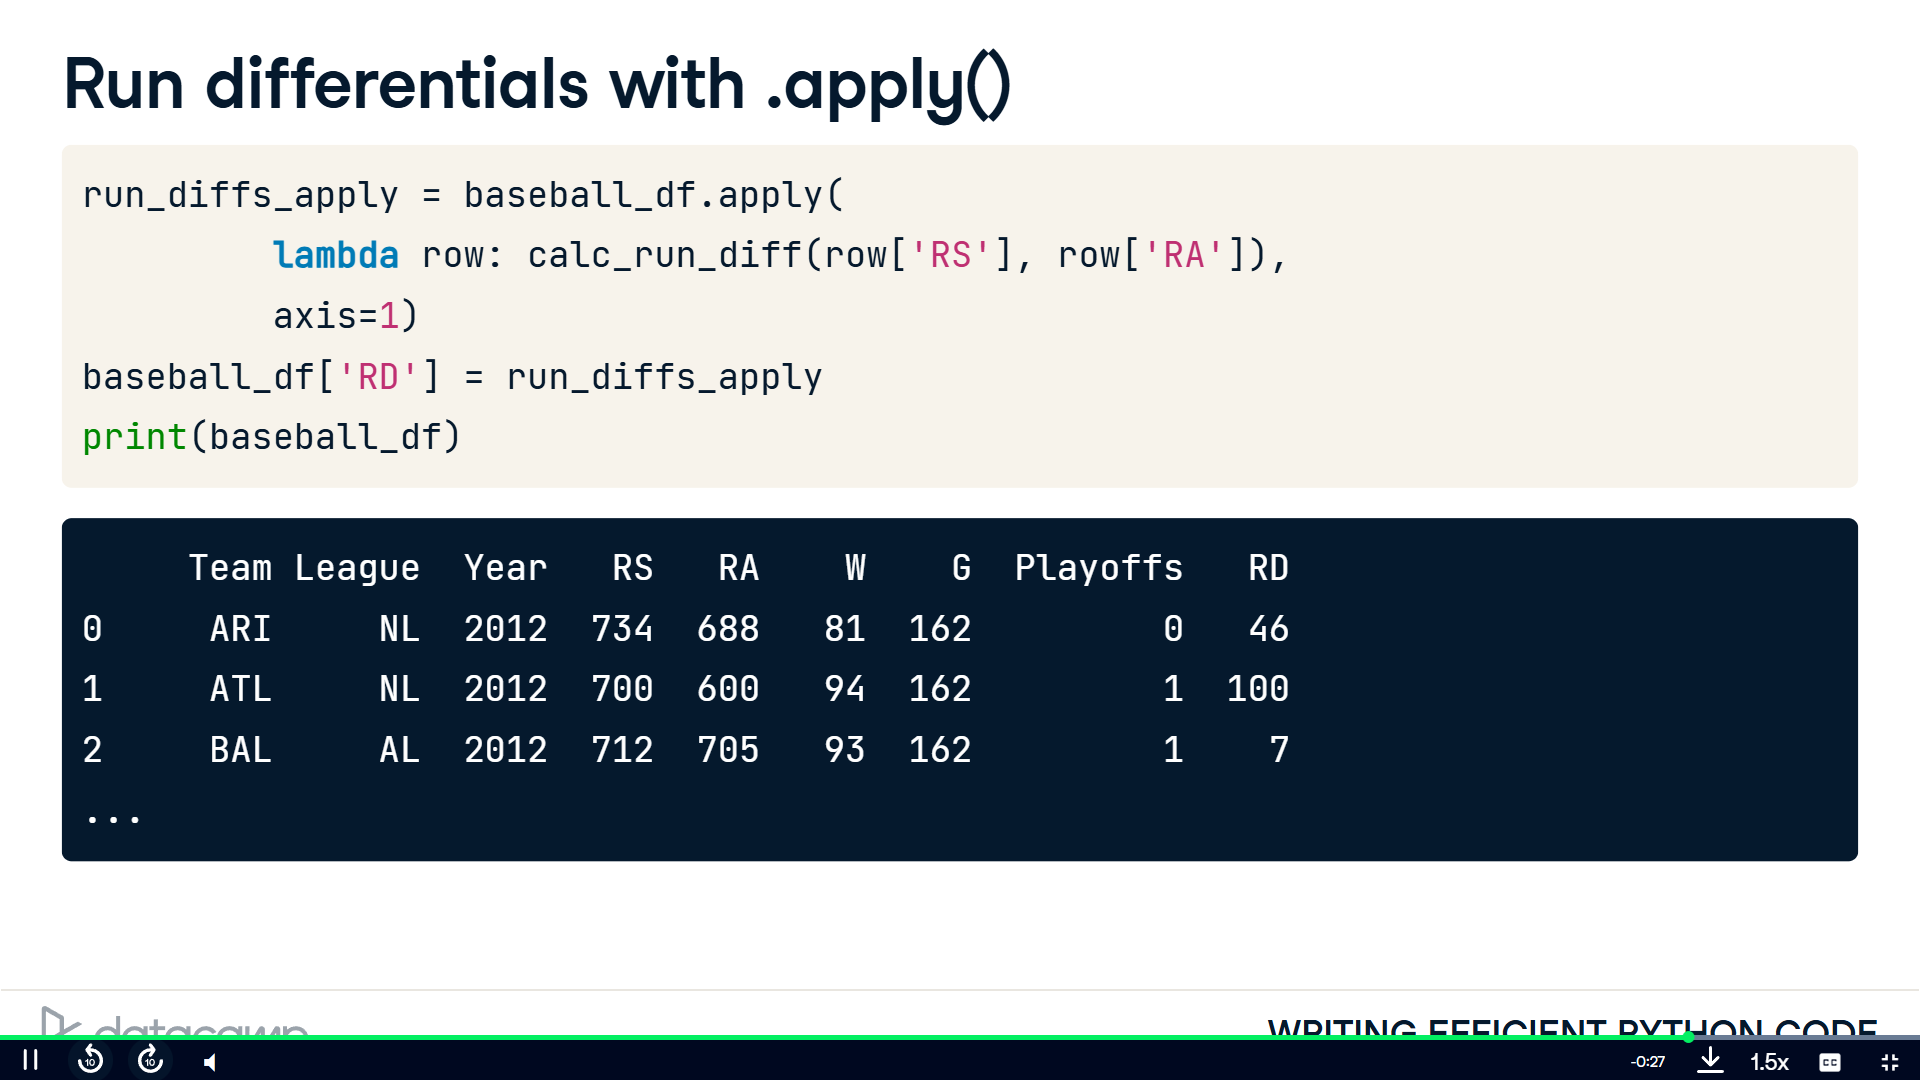 Run differentials with .apply()
run_diffs_apply = baseball_df.apply(
         lambda row: calc_run_diff(row['RS'], row['RA']),
         axis=1)
baseball_df['RD'] = run_diffs_apply
print(baseball_df)
     Team League  Year   RS   RA    W    G  Playoffs   RD
0     ARI     NL  2012  734  688   81  162         0   46
1     ATL     NL  2012  700  600   94  162         1  100
2     BAL     AL  2012  712  705   93  162         1    7
...
datacamp
WRITING EFFICIENT PYTHON CODE
10 10 -0:27 1.5x CC